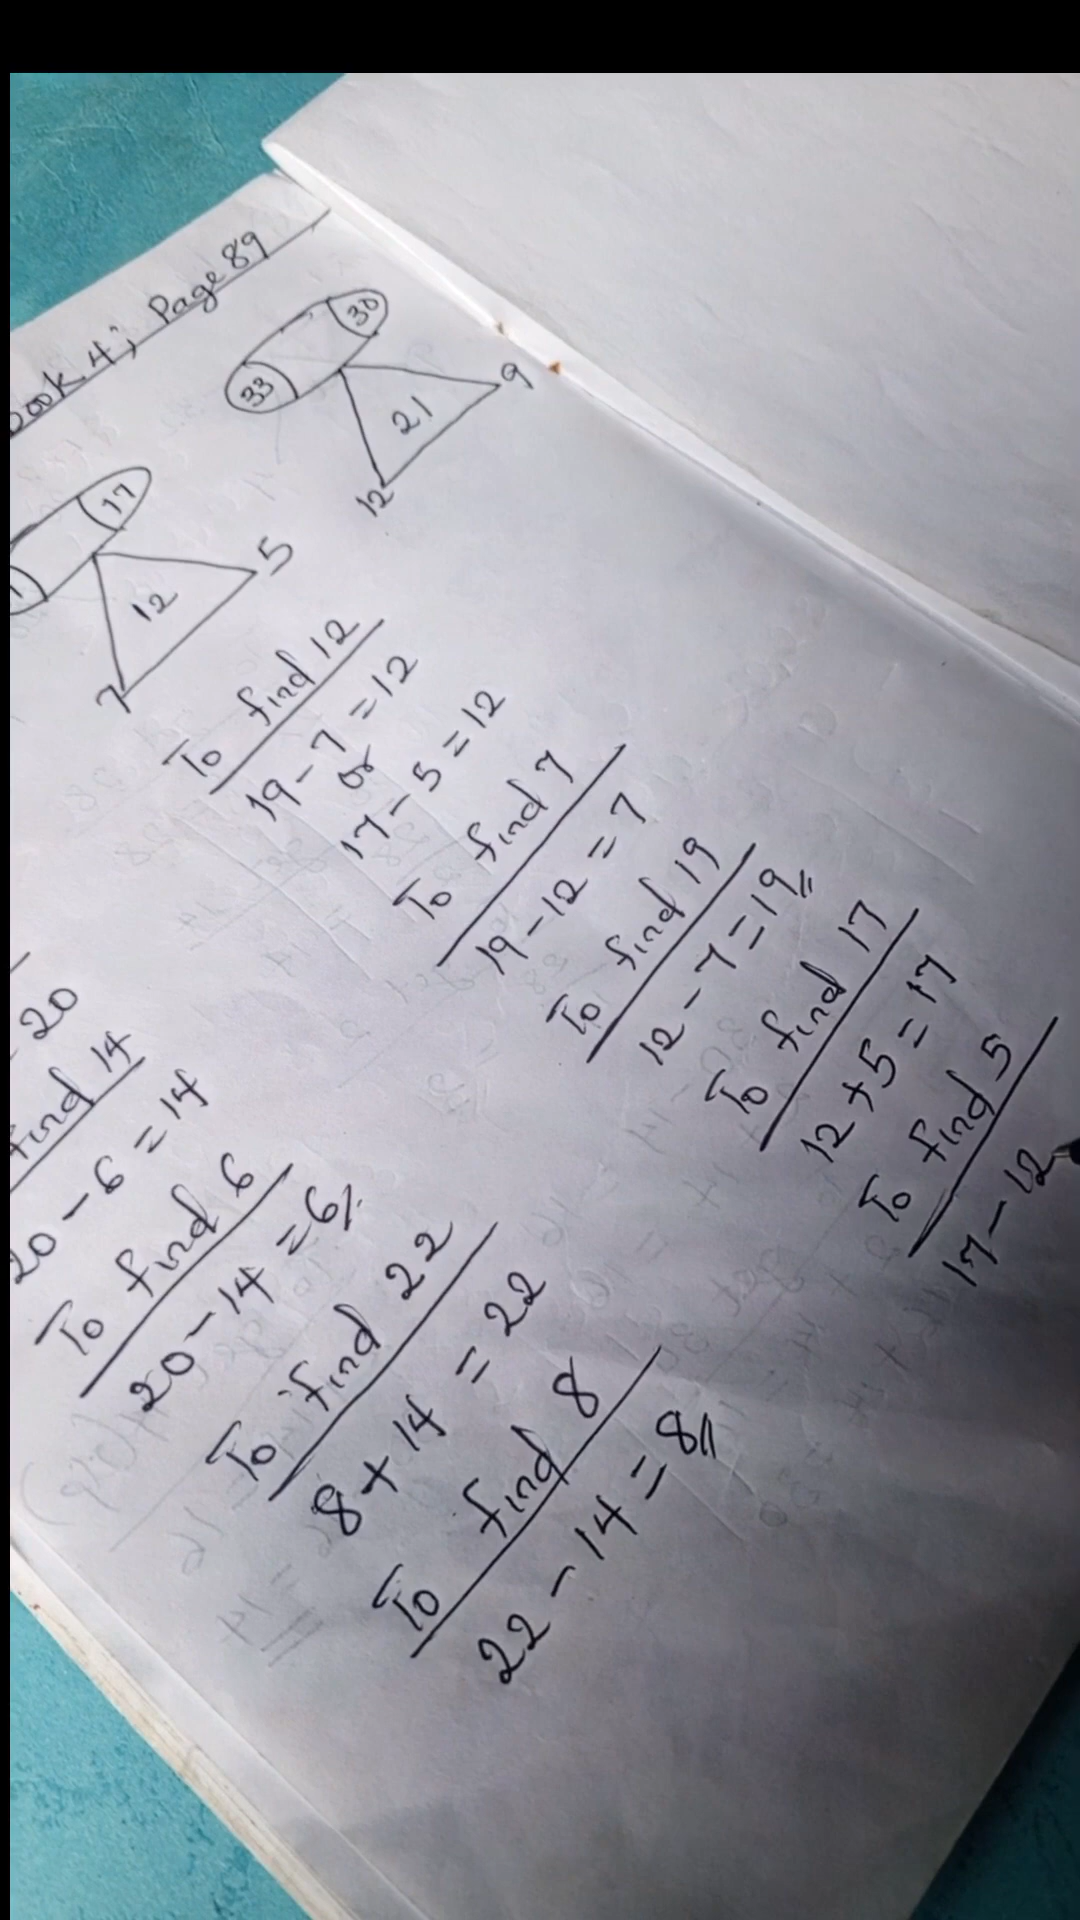 book.4; Page 89
33
30
21
12
9
17
12
7
5
To find 12
19-7=12
or
17-5=12
To find 7
19-12=7
To find 19
12-7=19
To find 17
12+5=17
To find 5
17-12
20
find 14
20-6=14
To find 6
20-14=6
To find 22
8+14=22
To find 8
22-14=8